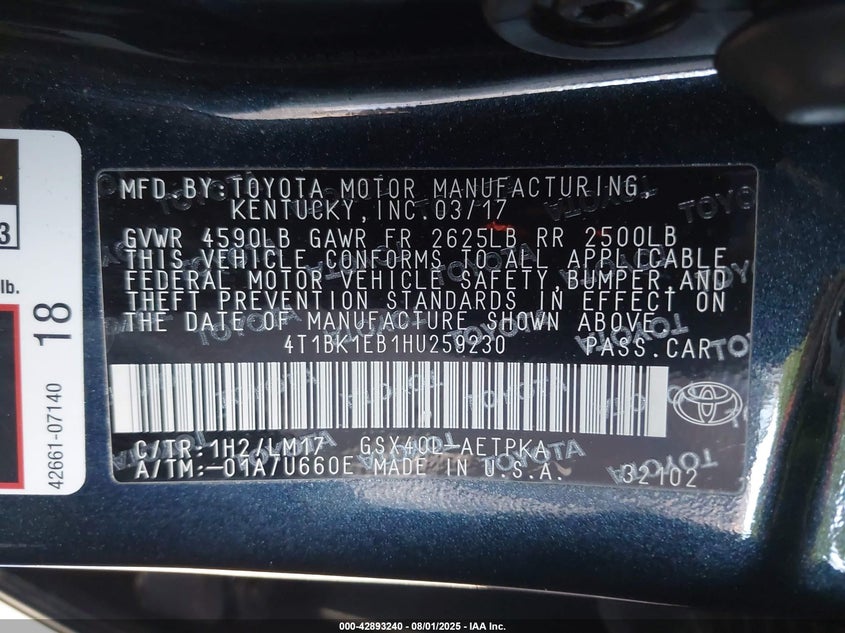 3
lb.
18
42661-07140
MFD.BY:TOYOTA MOTOR MANUFACTURING,
KENTUCKY,INC.03/17
GVWR 4590LB GAWR FR 2625LB RR 2500LB
THIS VEHICLE CONFORMS TO ALL APPLICABLE
FEDERAL MOTOR VEHICLE SAFETY,BUMPER,AND
THEFT PREVENTION STANDARDS IN EFFECT ON
THE DATE OF MANUFACTURE SHOWN ABOVE.
4T1BK1EB1HU259230 PASS.CAR
C/TR:1H2/LM17 GSX40L-AETPKA
A/TM:-01A/U660E MADE IN U.S.A. 32102
TOYOTA
000-42893240 - 08/01/2025 - IAA Inc.